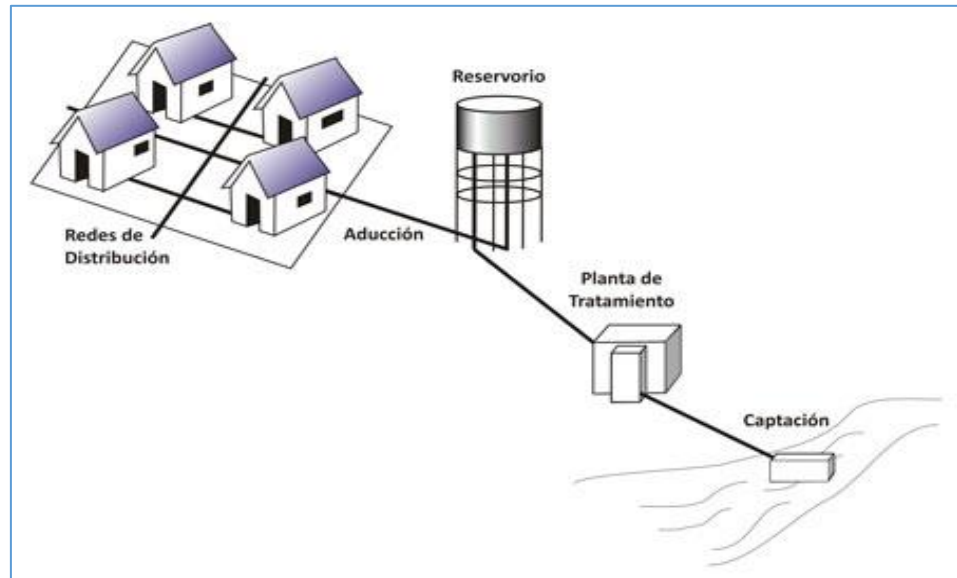 Reservorio
Redes de
Distribución
Aducción
Planta de
Tratamiento
Captación